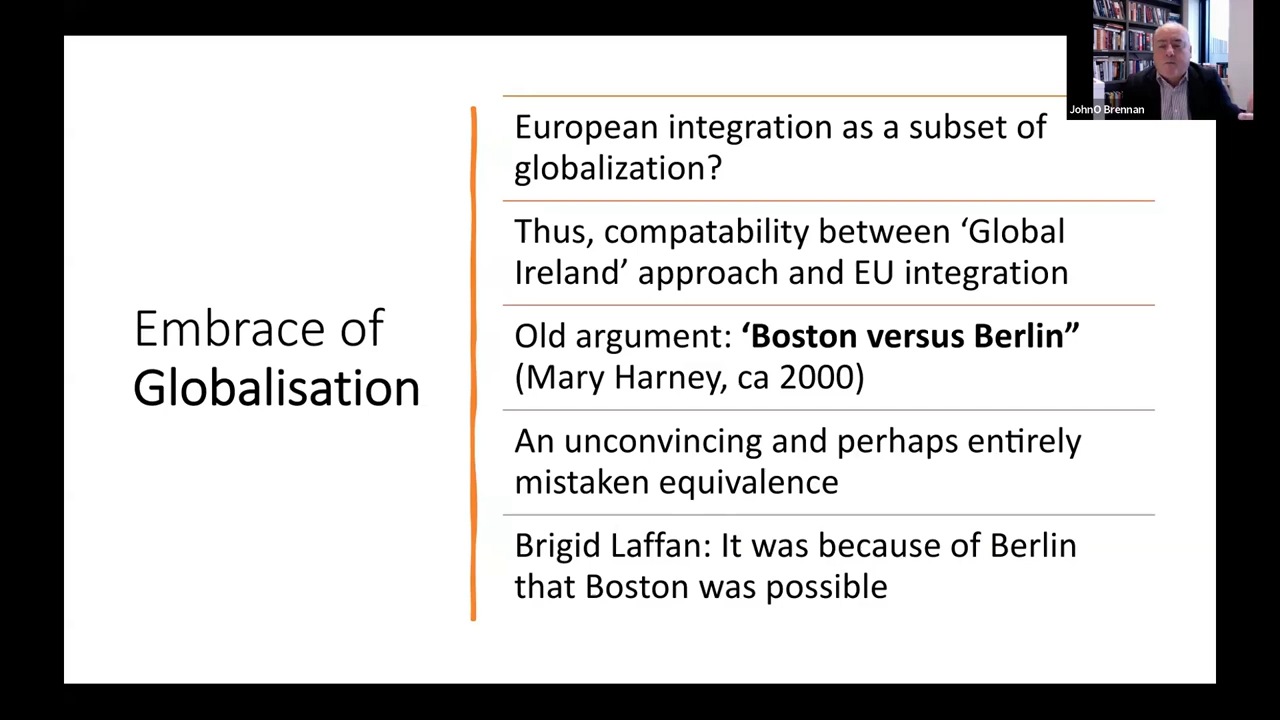 JohnO Brennan
Embrace of
Globalisation
European integration as a subset of
globalization?
Thus, compatability between ‘Global
Ireland’ approach and EU integration
Old argument: ‘Boston versus Berlin”
(Mary Harney, ca 2000)
An unconvincing and perhaps entirely
mistaken equivalence
Brigid Laffan: It was because of Berlin
that Boston was possible